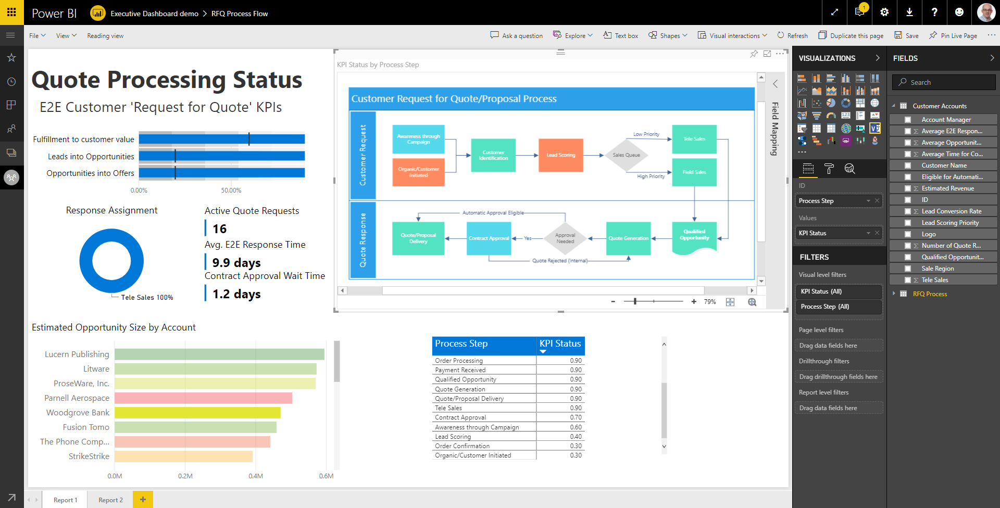 Power BI
Executive Dashboard demo
RFQ Process Flow
1
?
File
View
Reading view
Ask a question
Explore
Text box
Shapes
Visual interactions
Refresh
Duplicate this page
Save
Pin Live Page
Quote Processing Status
E2E Customer 'Request for Quote' KPIs
Fulfillment to customer value
Leads into Opportunities
Opportunities into Offers
0.00%
50.00%
Response Assignment
Tele Sales 100%
Active Quote Requests
16
Avg. E2E Response Time
9.9 days
Contract Approval Wait Time
1.2 days
KPI Status by Process Step
Customer Request for Quote/Proposal Process
Customer Request
Awareness through
Campaign
Organic/Customer
Initiated
Customer
Identification
Lead Scoring
Sales Queue
Low Priority
High Priority
Tele Sales
Field Sales
Quote Response
Automatic Approval Eligible
Quote/Proposal
Delivery
Contract Approval
Yes
Approval
Needed
Quote Generation
Qualified
Opportunity
Quote Rejected (Internal)
Field Mapping
- + 79%
Estimated Opportunity Size by Account
Lucern Publishing
Litware
ProseWare, Inc.
Parnell Aerospace
Woodgrove Bank
Fusion Tomo
The Phone Comp...
StrikeStrike
0.0M
0.2M
0.4M
0.6M
Process Step KPI Status
Order Processing 0.90
Payment Received 0.90
Qualified Opportunity 0.90
Quote Generation 0.90
Quote/Proposal Delivery 0.90
Tele Sales 0.90
Contract Approval 0.70
Awareness through Campaign 0.60
Lead Scoring 0.40
Order Confirmation 0.30
Organic/Customer Initiated 0.30
Report 1
Report 2
+
VISUALIZATIONS
123
V
ID
Process Step
Values
KPI Status
FILTERS
Visual level filters
KPI Status (All)
Process Step (All)
Page level filters
Drag data fields here
Drillthrough filters
Drag drillthrough fields here
Report level filters
Drag data fields here
FIELDS
Search
Customer Accounts
Account Manager
Σ Average E2E Respon...
Σ Average Opportunit...
Σ Average Time for Co...
Customer Name
Eligible for Automati...
Σ Estimated Revenue
ID
Σ Lead Conversion Rate
Lead Scoring Priority
Logo
Σ Number of Quote R...
Qualified Opportunit...
Sale Region
Σ Tele Sales
RFQ Process